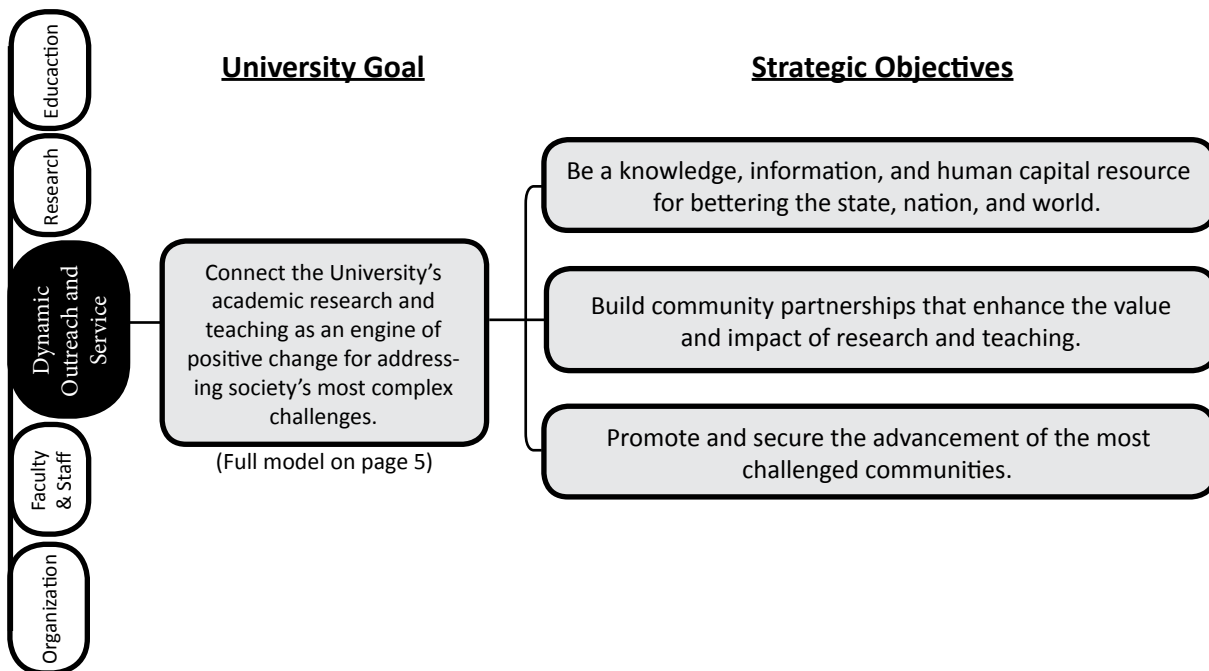 Educaction
Research
Dynamic
Outreach and
Service
Faculty
& Staff
Organization
University Goal
Connect the University’s
academic research and
teaching as an engine of
positive change for address-
ing society’s most complex
challenges.
(Full model on page 5)
Strategic Objectives
Be a knowledge, information, and human capital resource
for bettering the state, nation, and world.
Build community partnerships that enhance the value
and impact of research and teaching.
Promote and secure the advancement of the most
challenged communities.